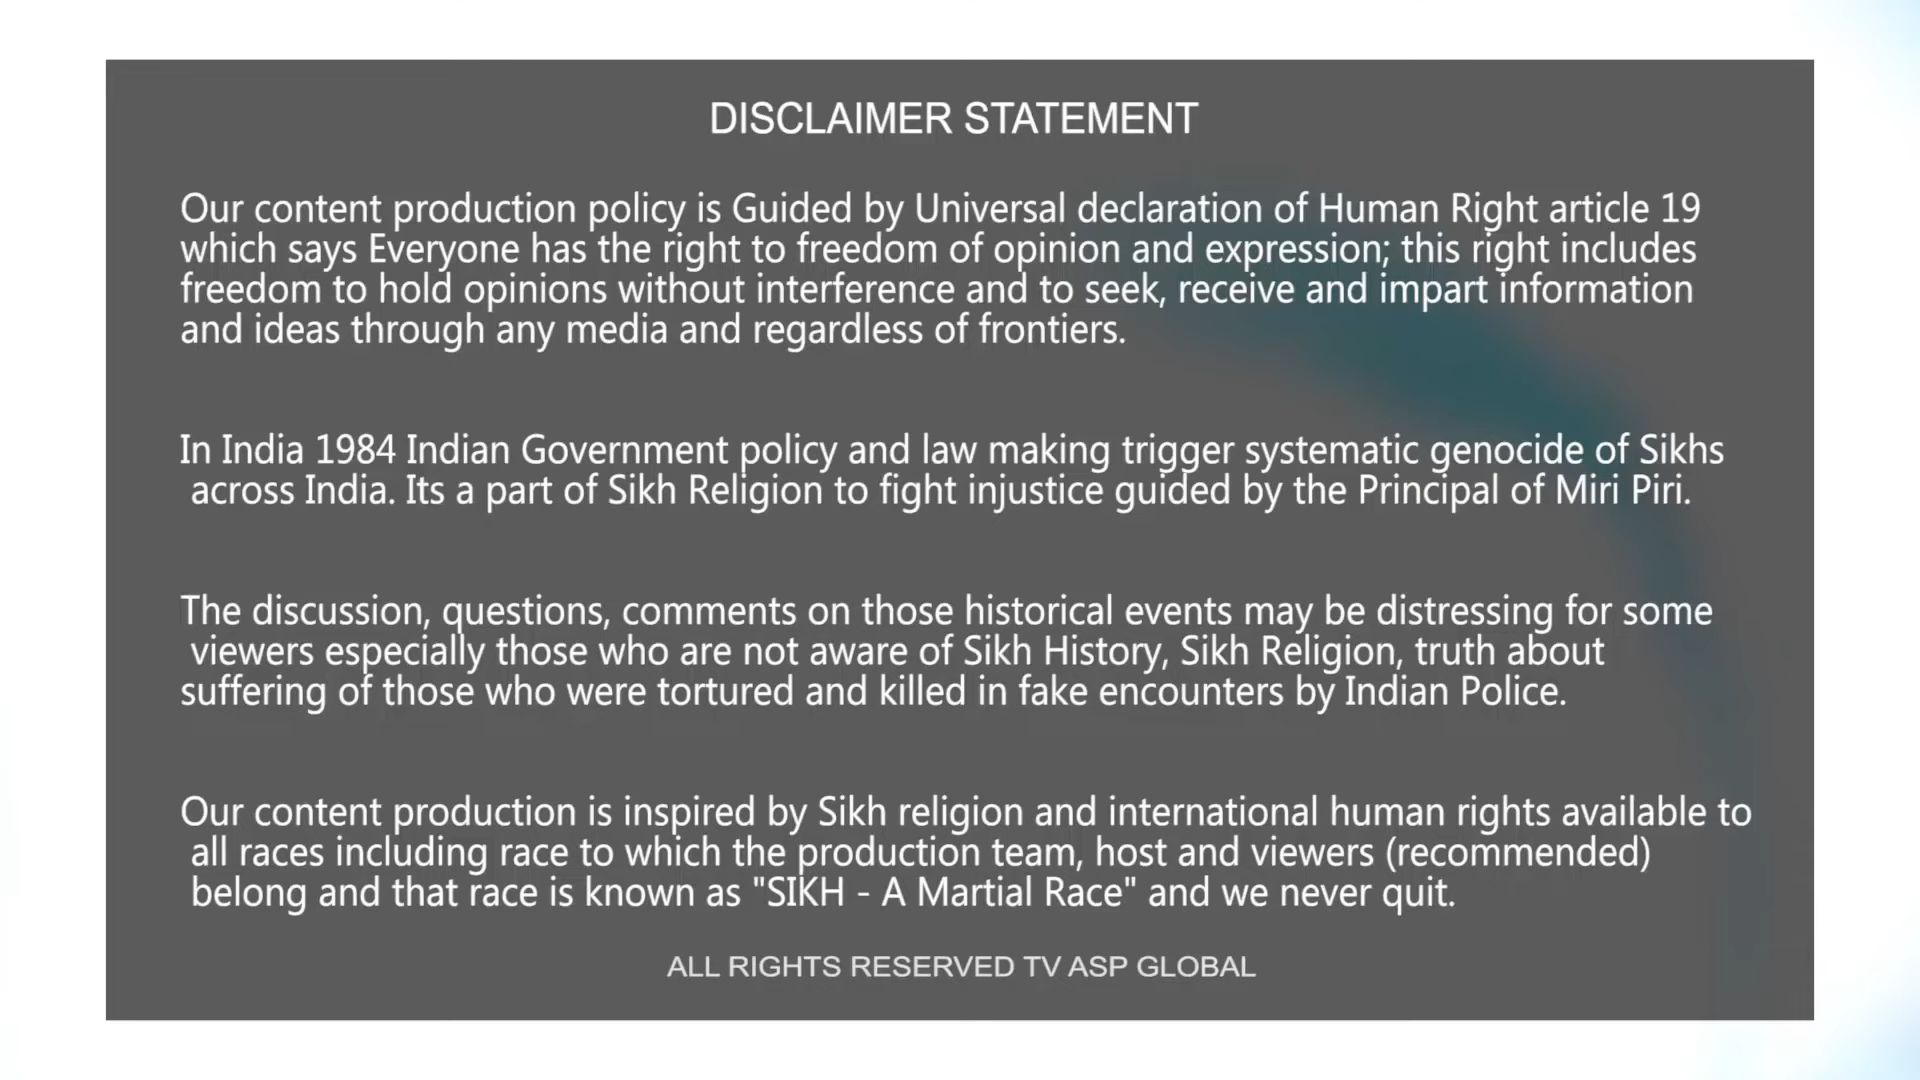 DISCLAIMER STATEMENT
Our content production policy is Guided by Universal declaration of Human Right article 19
which says Everyone has the right to freedom of opinion and expression; this right includes
freedom to hold opinions without interference and to seek, receive and impart information
and ideas through any media and regardless of frontiers.
In India 1984 Indian Government policy and law making trigger systematic genocide of Sikhs
across India. Its a part of Sikh Religion to fight injustice guided by the Principal of Miri Piri.
The discussion, questions, comments on those historical events may be distressing for some
viewers especially those who are not aware of Sikh History, Sikh Religion, truth about
suffering of those who were tortured and killed in fake encounters by Indian Police.
Our content production is inspired by Sikh religion and international human rights available to
all races including race to which the production team, host and viewers (recommended)
belong and that race is known as "SIKH - A Martial Race" and we never quit.
ALL RIGHTS RESERVED TV ASP GLOBAL